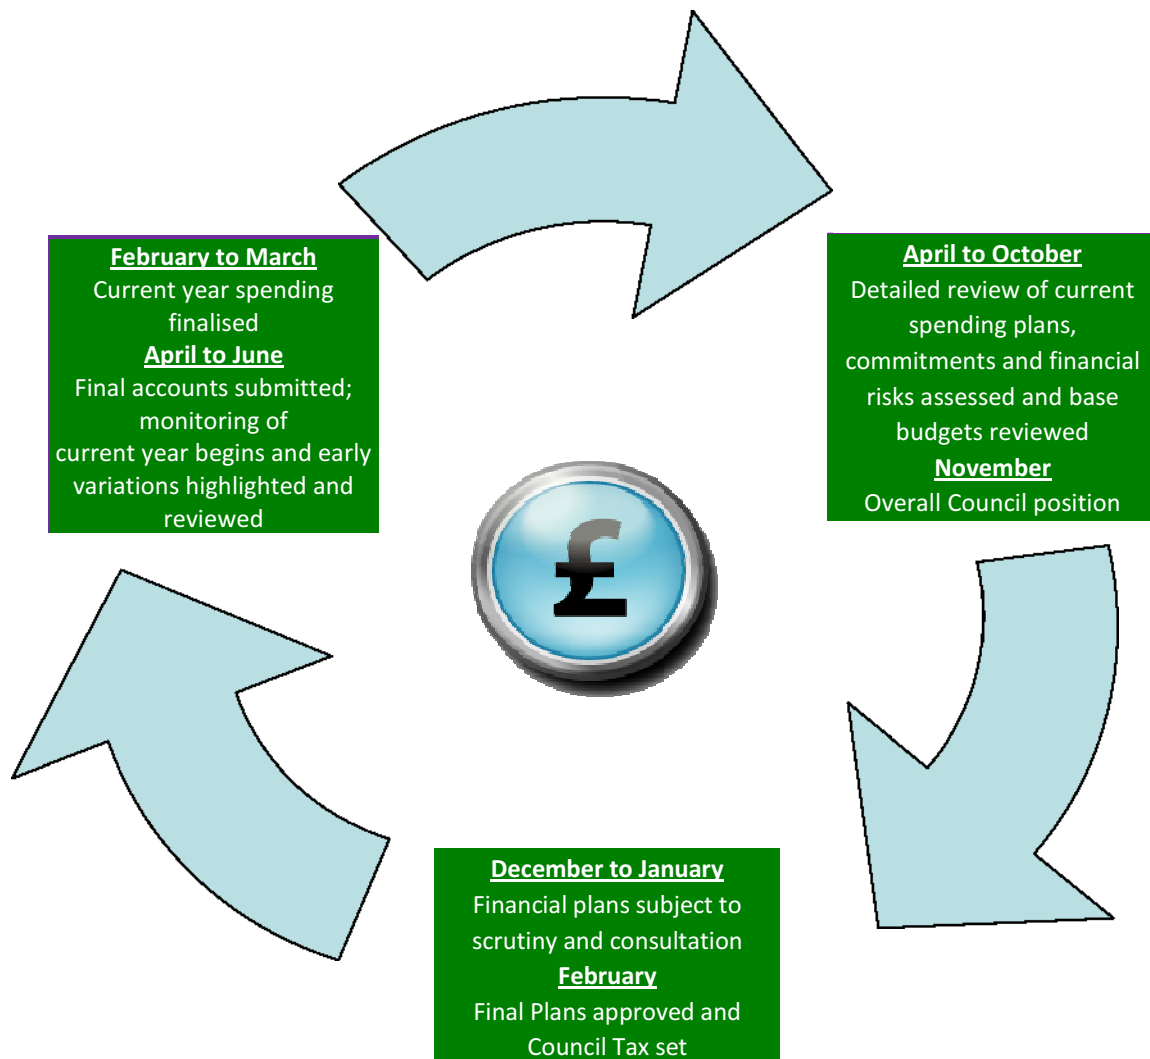 February to March
Current year spending
finalised
April to June
Final accounts submitted;
monitoring of
current year begins and early
variations highlighted and
reviewed
April to October
Detailed review of current
spending plans,
commitments and financial
risks assessed and base
budgets reviewed
November
Overall Council position
£
December to January
Financial plans subject to
scrutiny and consultation
February
Final Plans approved and
Council Tax set